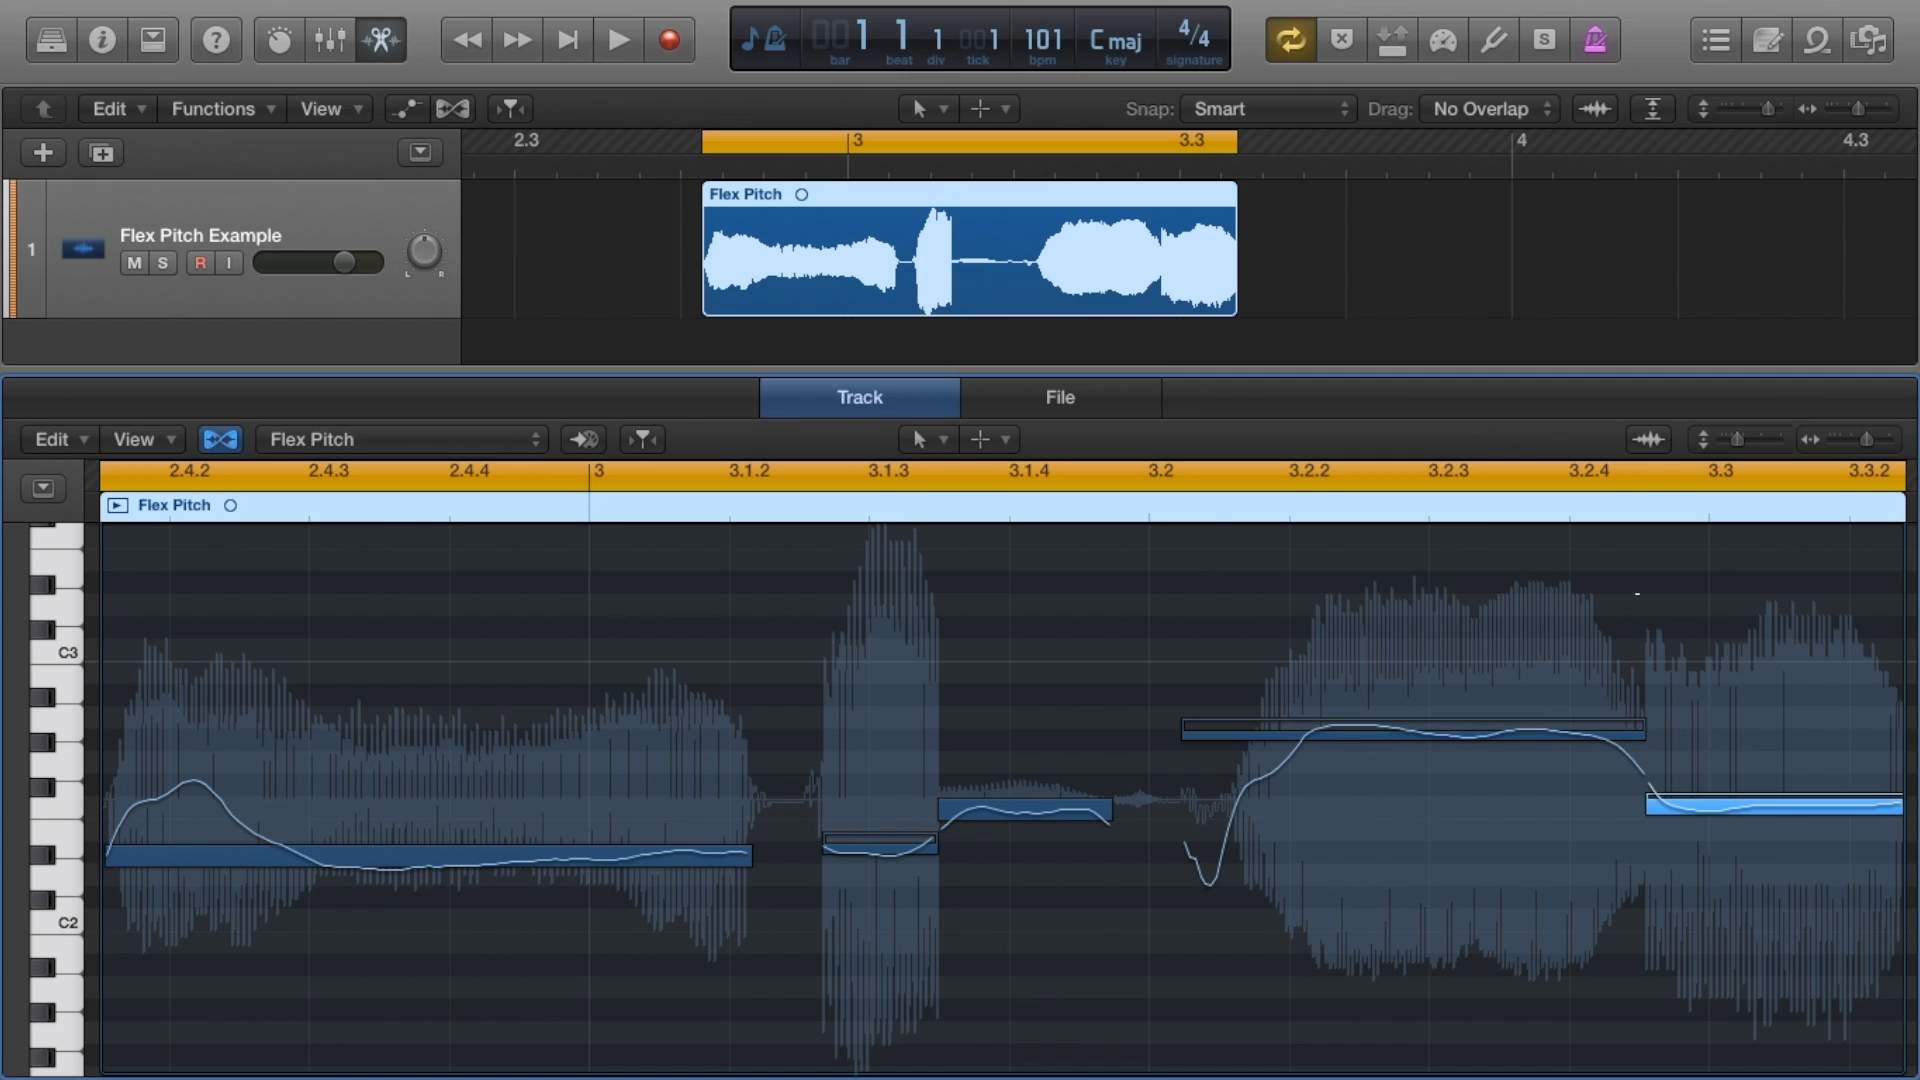 001 1 1 001 101 C maj 4/4
bar beat div tick bpm key signature
Edit Functions View Snap: Smart Drag: No Overlap
2.3 3 3.3 4 4.3
Flex Pitch
1 Flex Pitch Example
M S R I
L R
Track File
Edit View Flex Pitch
2.4.2 2.4.3 2.4.4 3 3.1.2 3.1.3 3.1.4 3.2 3.2.2 3.2.3 3.2.4 3.3 3.3.2
Flex Pitch
C3
C2